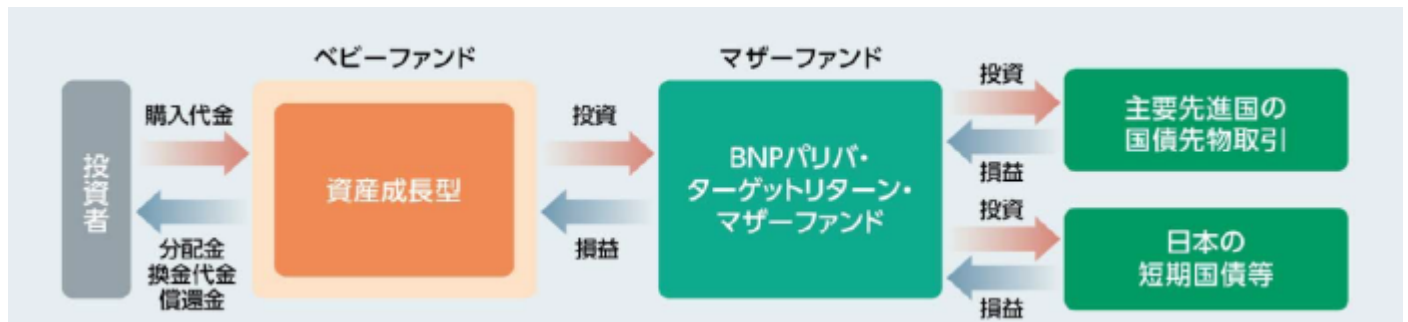 ベビーファンド
マザーファンド
投資者
購入代金
分配金
換金代金
償還金
資産成長型
投資
損益
BNPパリバ・
ターゲットリターン・
マザーファンド
投資
損益
主要先進国の
国債先物取引
投資
損益
日本の
短期国債等